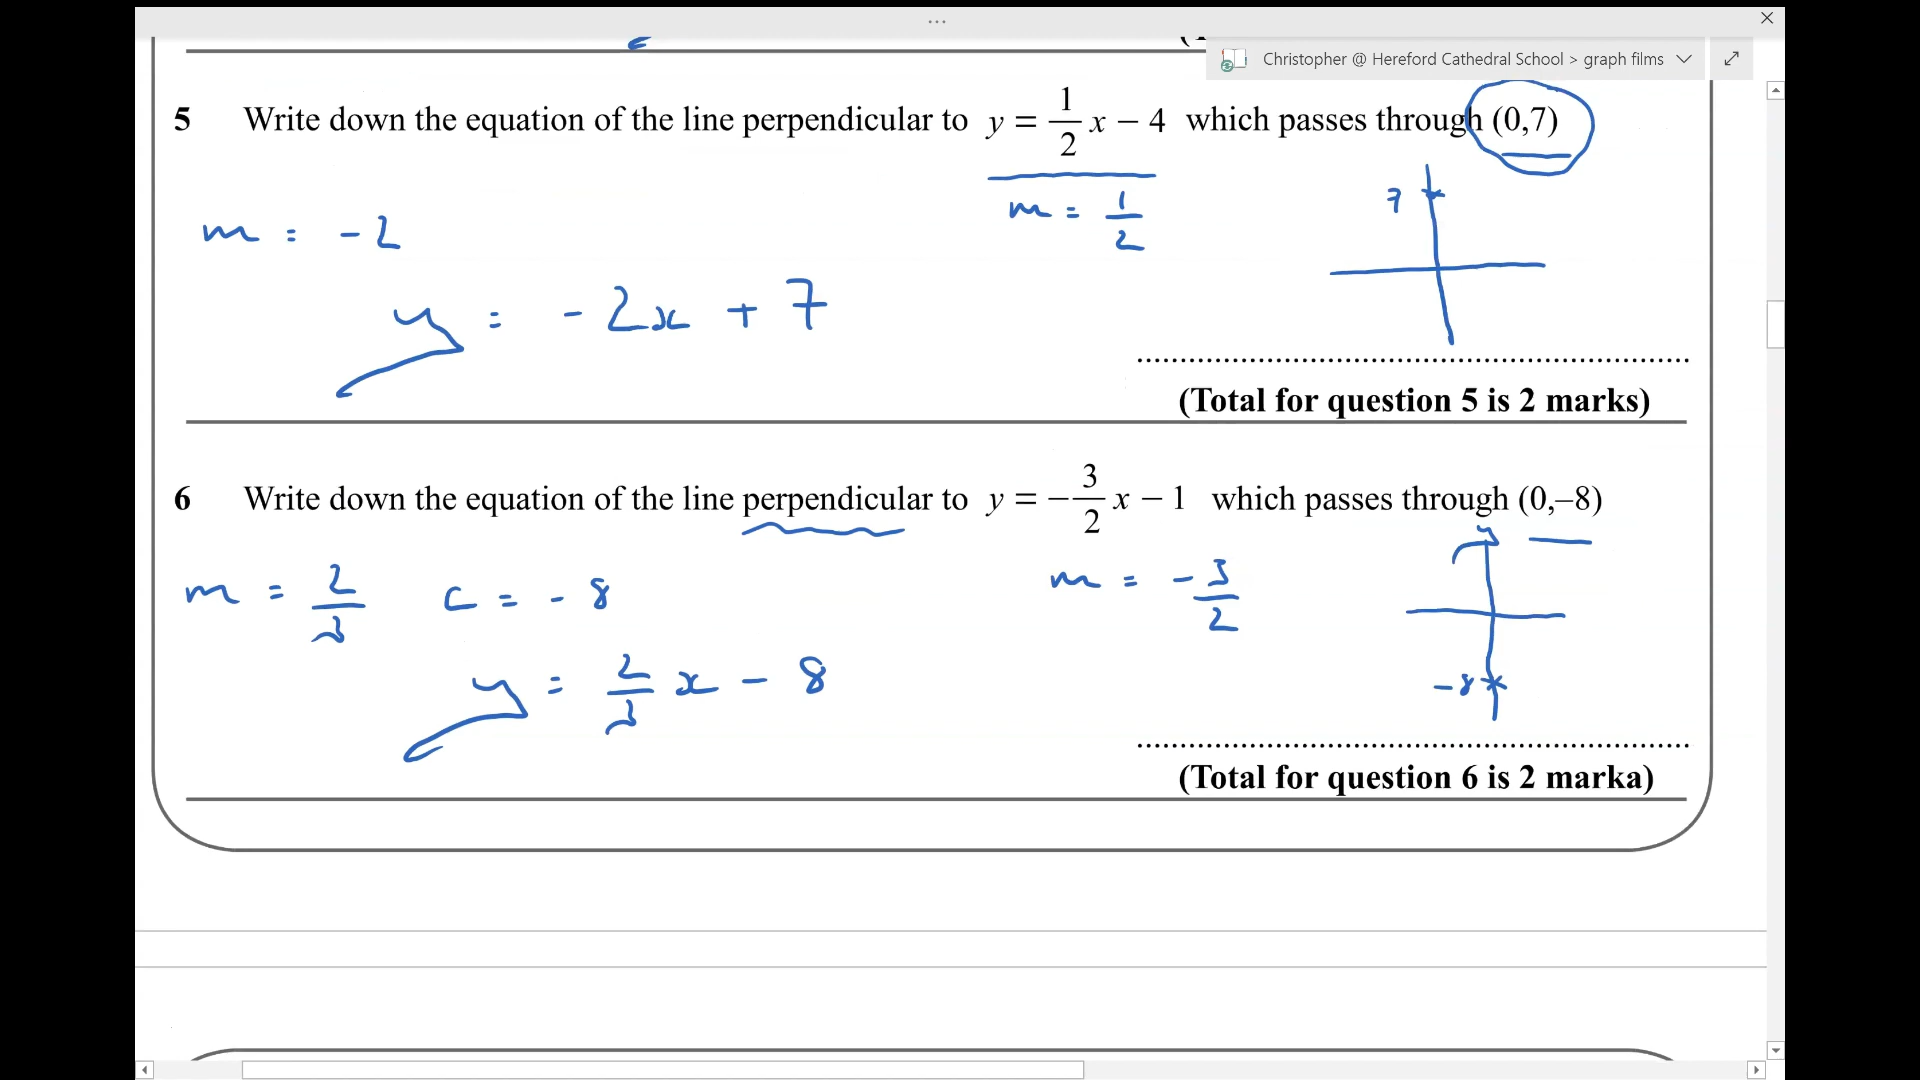 Christopher @ Hereford Cathedral School > graph films
5 Write down the equation of the line perpendicular to y = 1/2 x − 4 which passes through (0,7)
m = 1/2
7
m = -2
y = -2x + 7
(Total for question 5 is 2 marks)
6 Write down the equation of the line perpendicular to y = −3/2 x − 1 which passes through (0,–8)
y
m = 2/3 c = -8
m = -3/2
y = 2/3 x - 8
-8
(Total for question 6 is 2 marka)